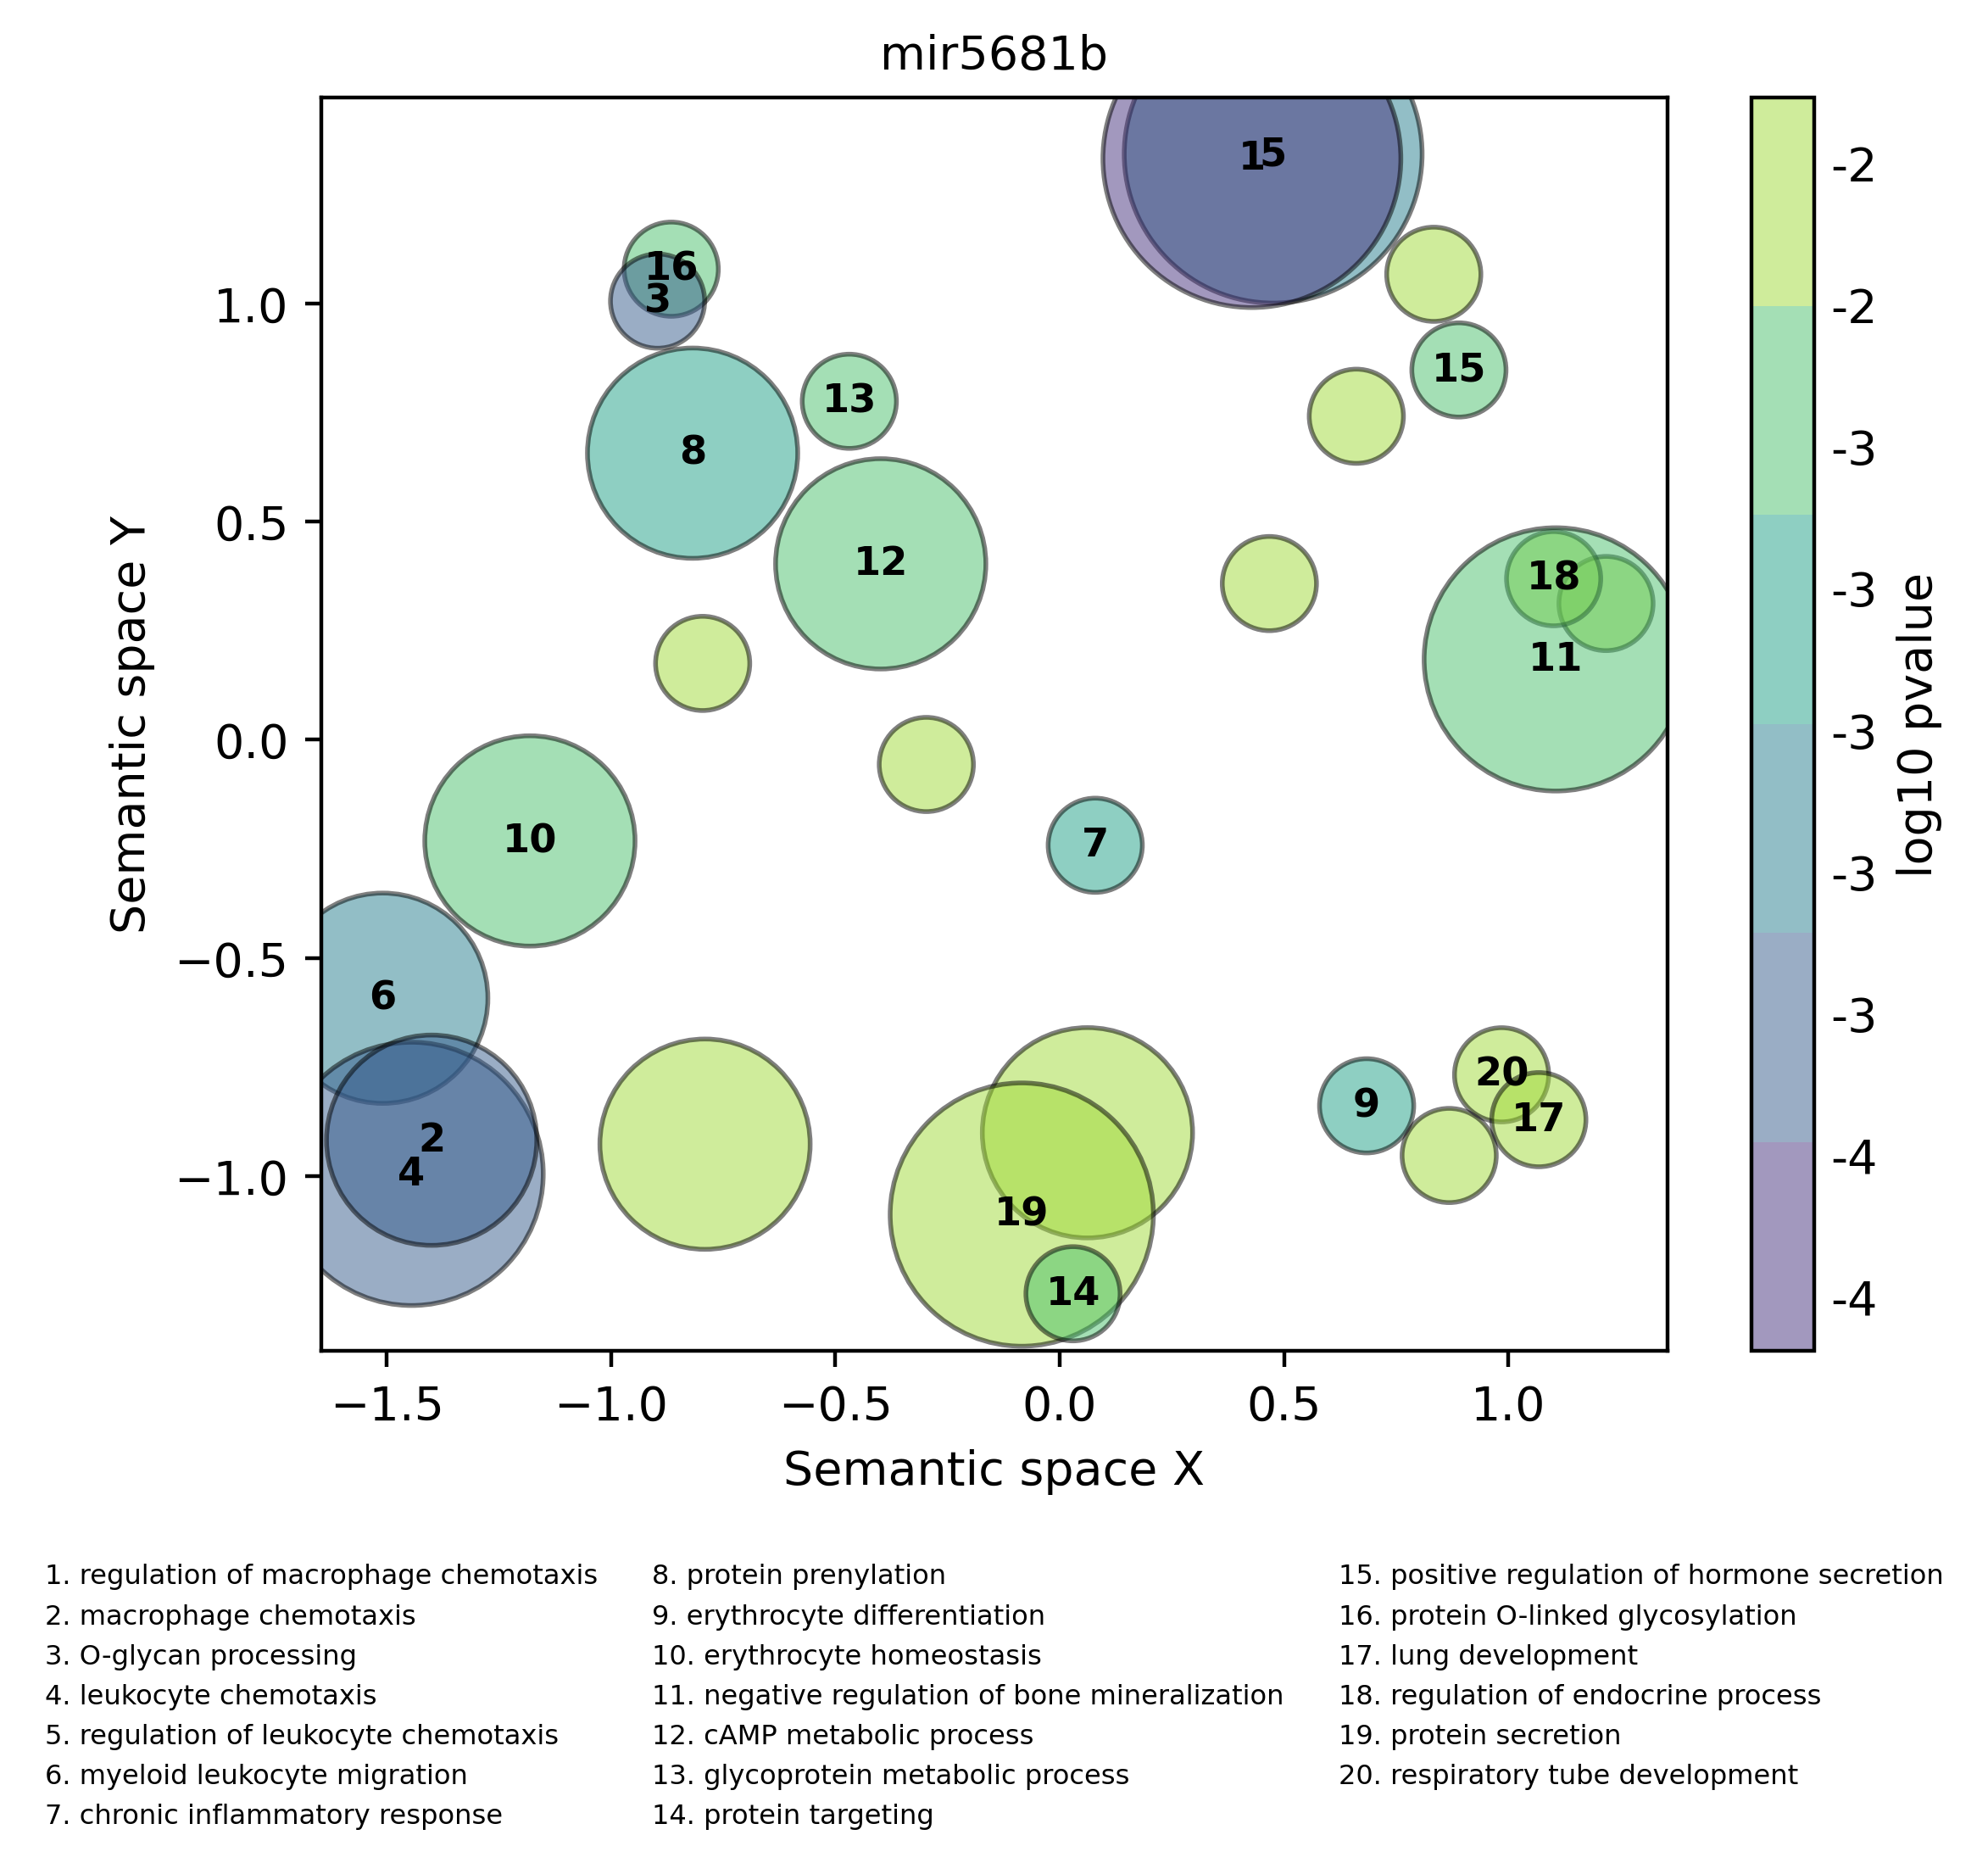 mir5681b
1 5
16
3
15
13
8
12
18
11
10
7
6
2
4
20
9
17
19
14
1.0
0.5
0.0
−0.5
−1.0
Semantic space Y
−1.5 −1.0 −0.5 0.0 0.5 1.0
Semantic space X
-2
-2
-3
-3
-3
-3
-3
-4
-4
log10 pvalue
1. regulation of macrophage chemotaxis
2. macrophage chemotaxis
3. O-glycan processing
4. leukocyte chemotaxis
5. regulation of leukocyte chemotaxis
6. myeloid leukocyte migration
7. chronic inflammatory response
8. protein prenylation
9. erythrocyte differentiation
10. erythrocyte homeostasis
11. negative regulation of bone mineralization
12. cAMP metabolic process
13. glycoprotein metabolic process
14. protein targeting
15. positive regulation of hormone secretion
16. protein O-linked glycosylation
17. lung development
18. regulation of endocrine process
19. protein secretion
20. respiratory tube development